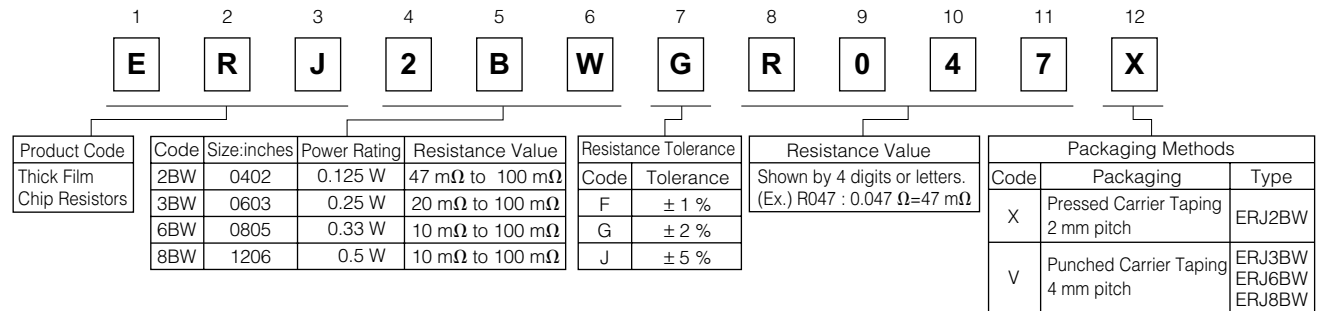 1 2 3 4 5 6 7 8 9 10 11 12
E R J 2 B W G R 0 4 7 X
Product Code
Thick Film
Chip Resistors
Code Size:inches Power Rating Resistance Value
2BW 0402 0.125 W 47 mΩ to 100 mΩ
3BW 0603 0.25 W 20 mΩ to 100 mΩ
6BW 0805 0.33 W 10 mΩ to 100 mΩ
8BW 1206 0.5 W 10 mΩ to 100 mΩ
Resistance Tolerance
Code Tolerance
F ± 1 %
G ± 2 %
J ± 5 %
Resistance Value
Shown by 4 digits or letters.
(Ex.) R047 : 0.047 Ω=47 mΩ
Packaging Methods
Code Packaging Type
X Pressed Carrier Taping
2 mm pitch ERJ2BW
V Punched Carrier Taping
4 mm pitch
ERJ3BW
ERJ6BW
ERJ8BW